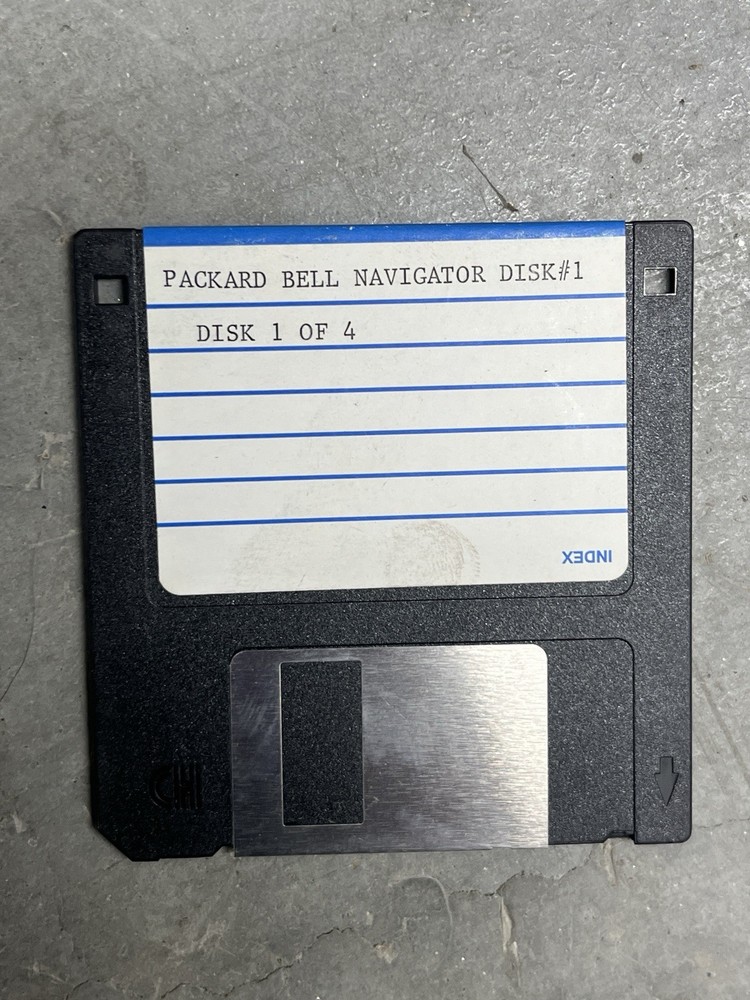 PACKARD BELL NAVIGATOR DISK#1
DISK 1 OF 4
INDEX